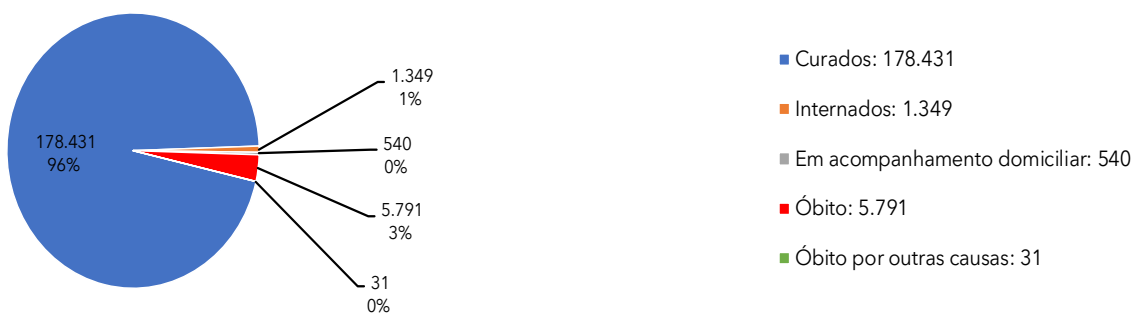 178.431
96%
1.349
1%
540
0%
5.791
3%
31
0%
Curados: 178.431
Internados: 1.349
Em acompanhamento domiciliar: 540
Óbito: 5.791
Óbito por outras causas: 31